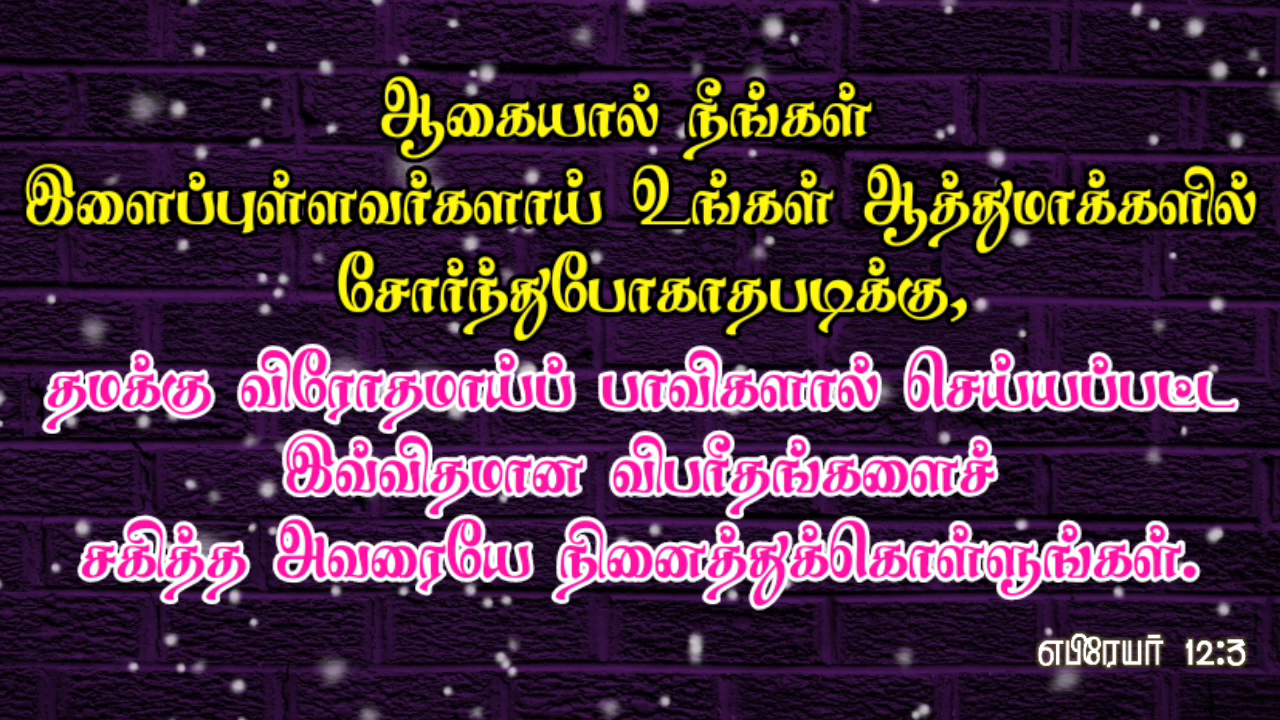 ஆகையால் நீங்கள்
இளைப்புள்ளவர்களாய் உங்கள் ஆத்துமாக்களில்
சோர்ந்துபோகாதபடிக்கு,
தமக்கு விரோதமாய்ப் பாவிகளால் செய்யப்பட்ட
இவ்விதமான விபரீதங்களைச்
சகித்த அவரையே நினைத்துக்கொள்ளுங்கள்.
எபிரேயர் 12:3